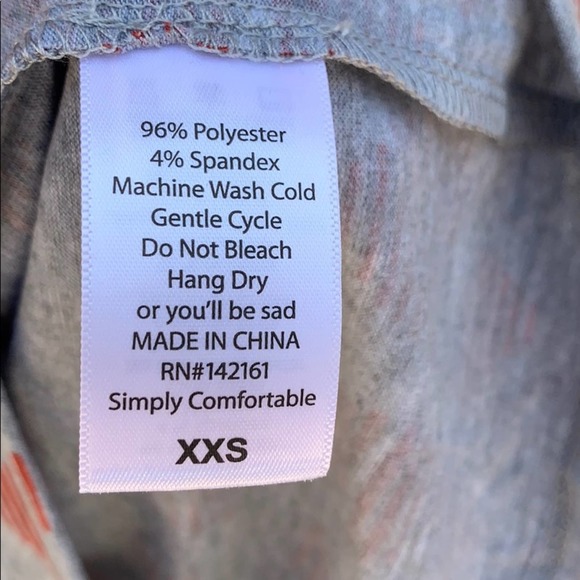 96% Polyester
4% Spandex
Machine Wash Cold
Gentle Cycle
Do Not Bleach
Hang Dry
or you'll be sad
MADE IN CHINA
RN#142161
Simply Comfortable
XXS